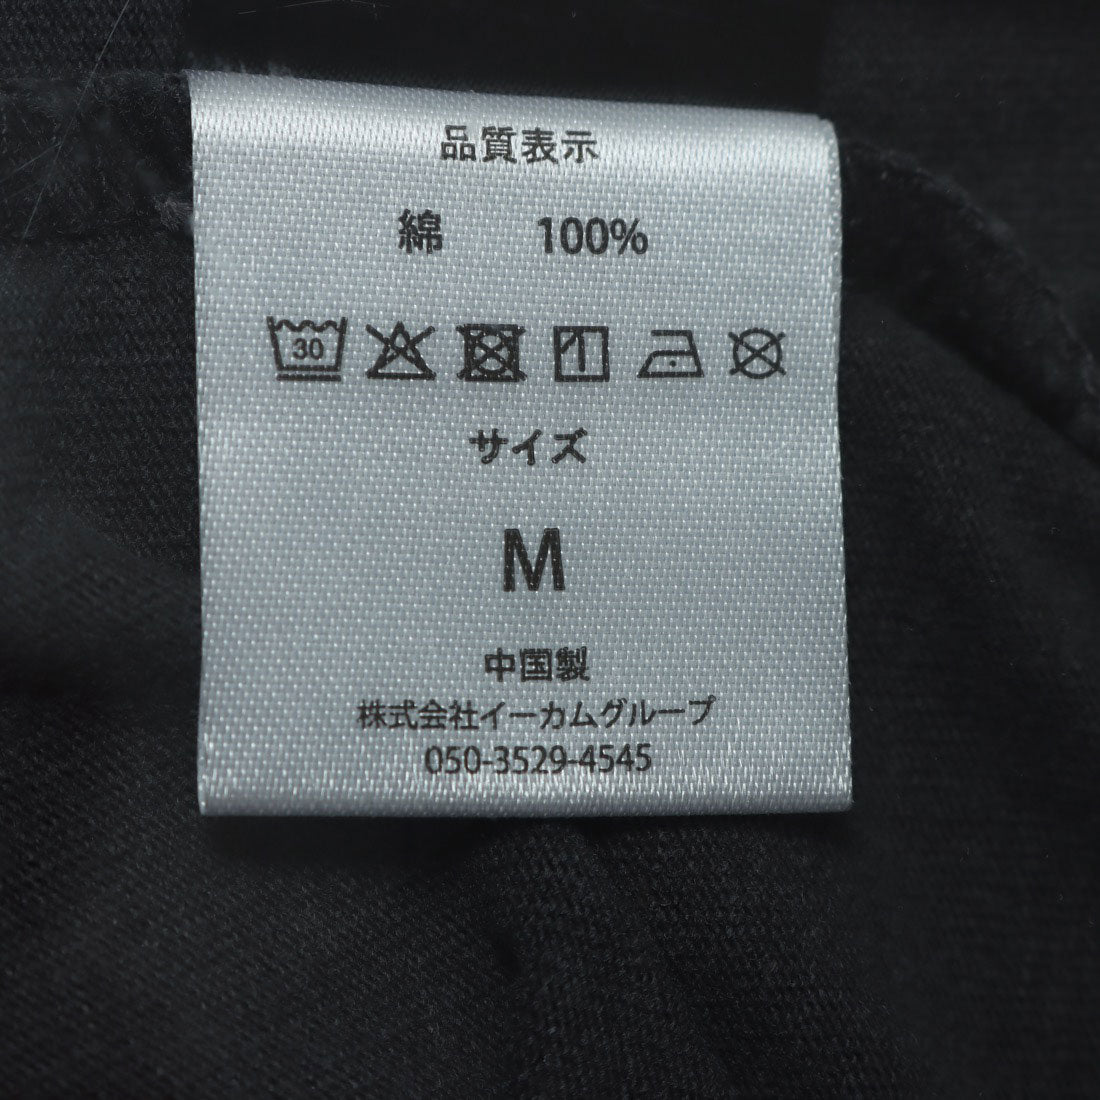 品質表示
綿 100%
30
サイズ
M
中国製
株式会社イーカムグループ
050-3529-4545